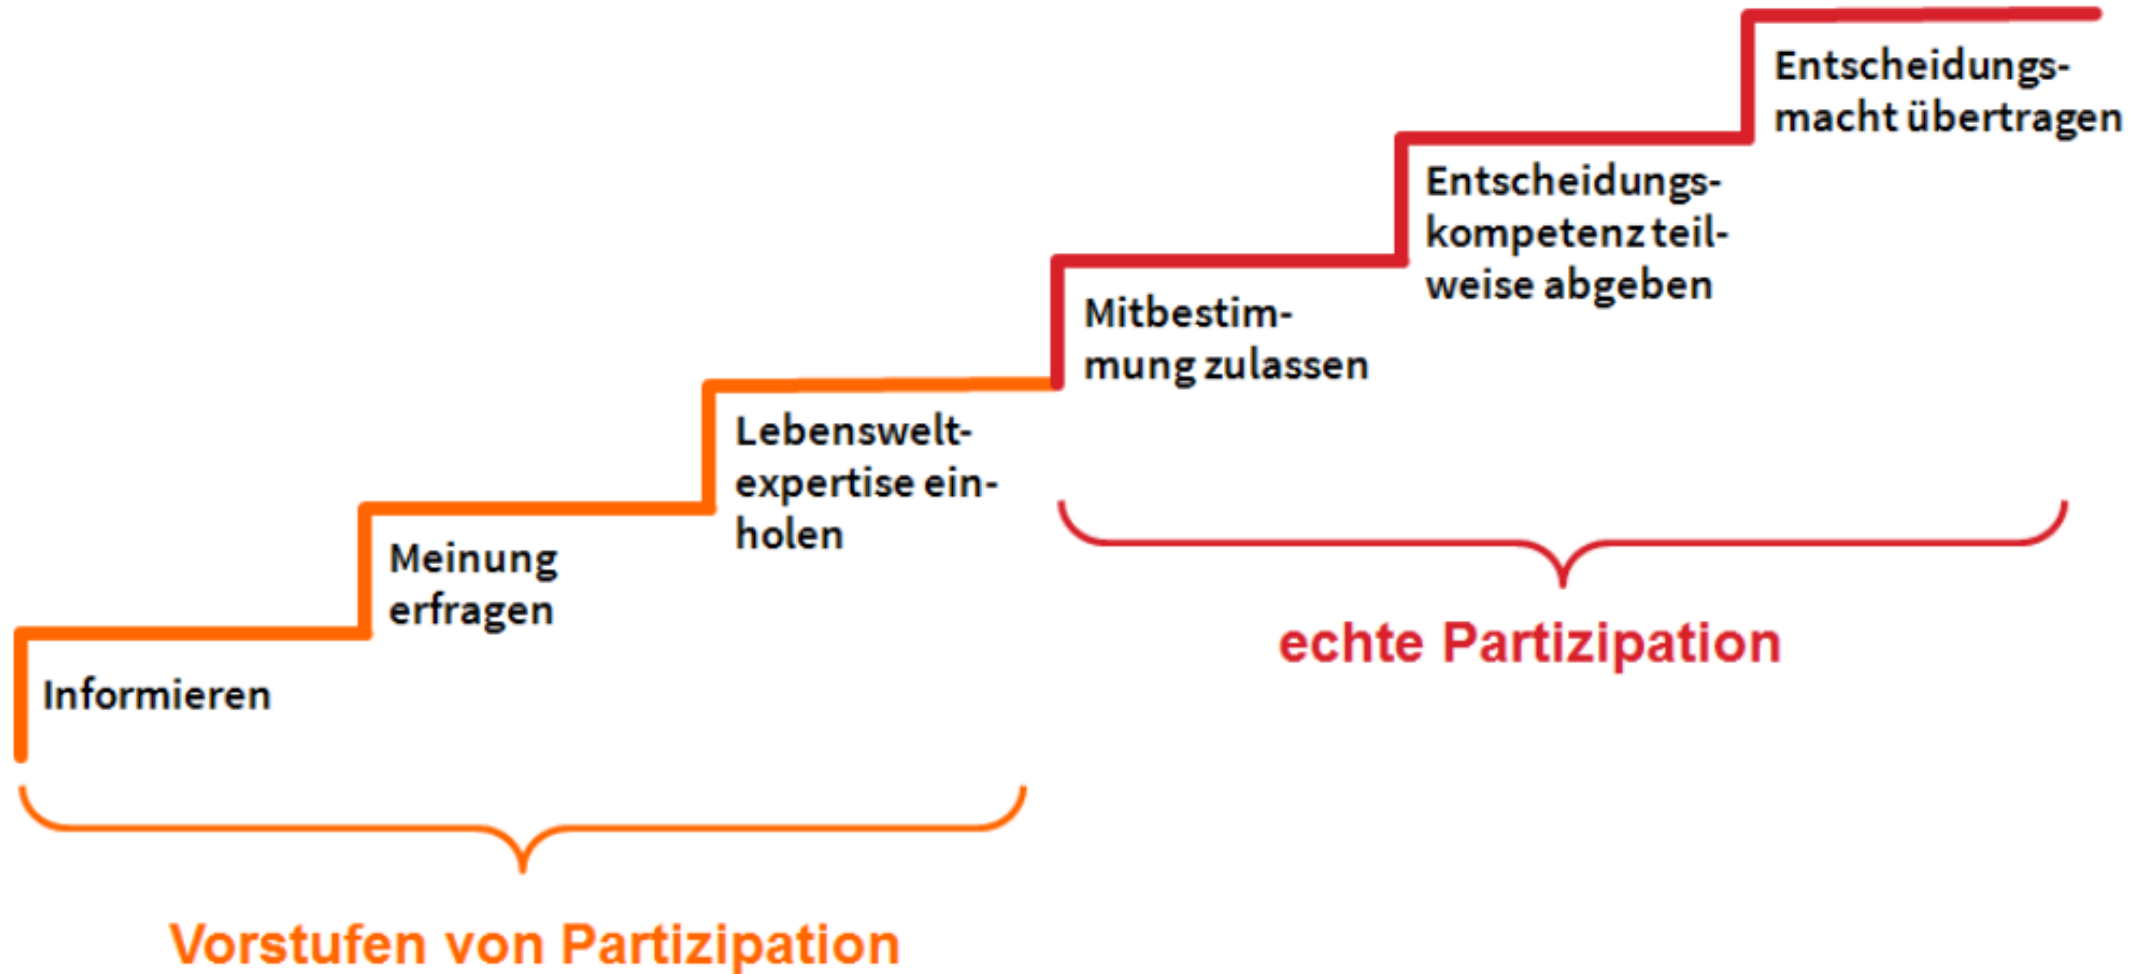 Informieren
Meinung
erfragen
Lebenswelt-
expertise ein-
holen
Mitbestim-
mung zulassen
Entscheidungs-
kompetenz teil-
weise abgeben
Entscheidungs-
macht übertragen
Vorstufen von Partizipation
echte Partizipation